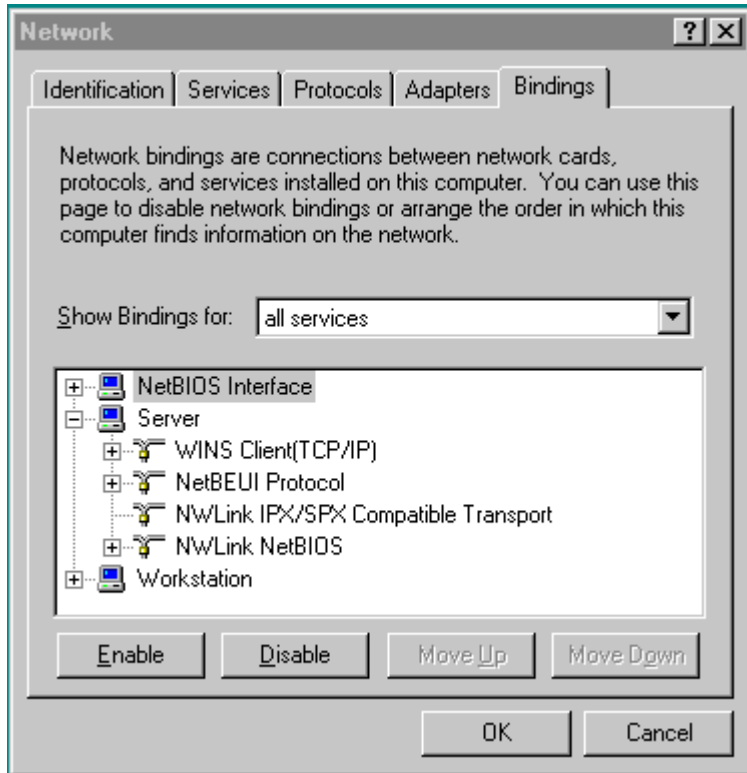 Network
Identification Services Protocols Adapters Bindings
Network bindings are connections between network cards,
protocols, and services installed on this computer. You can use this
page to disable network bindings or arrange the order in which this
computer finds information on the network.
Show Bindings for: all services
NetBIOS Interface
Server
WINS Client(TCP/IP)
NetBEUI Protocol
NWLink IPX/SPX Compatible Transport
NWLink NetBIOS
Workstation
Enable Disable Move Up Move Down
OK Cancel